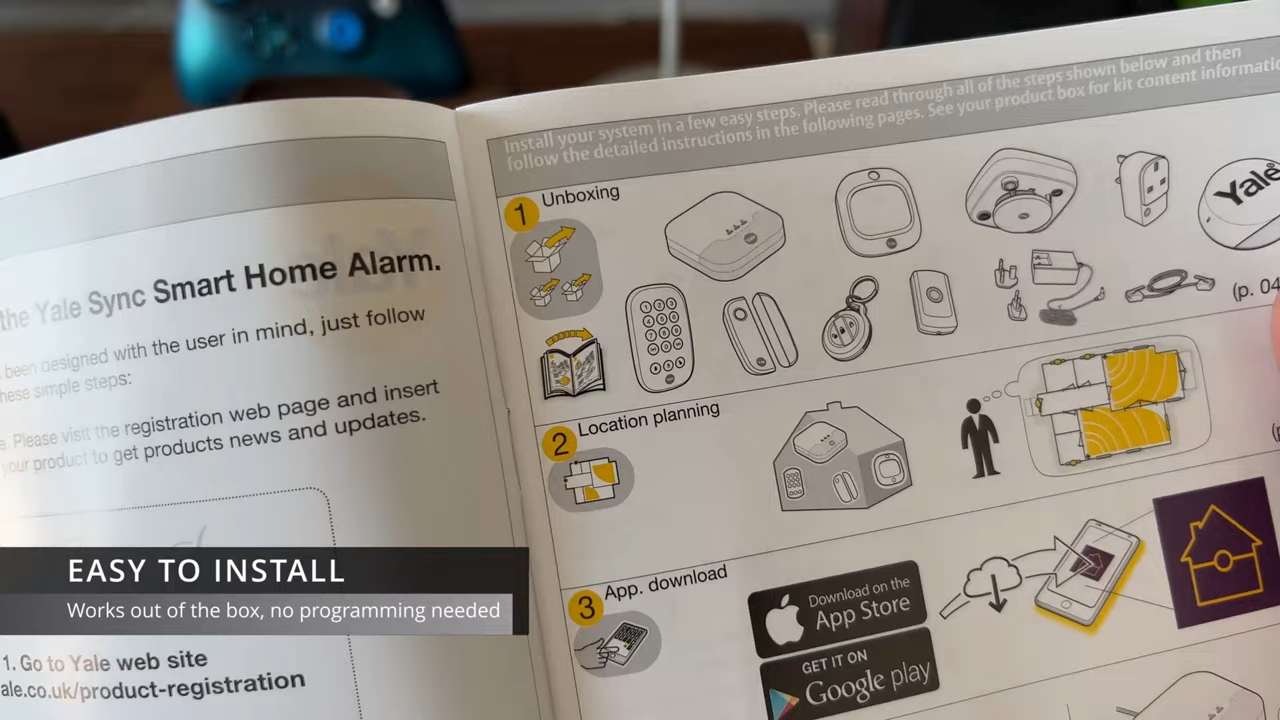 the Yale Sync Smart Home Alarm.
been designed with the user in mind, just follow
these simple steps:
Please visit the registration web page and insert
your product to get products news and updates.
EASY TO INSTALL
Works out of the box, no programming needed
1. Go to Yale web site
ale.co.uk/product-registration
Install your system in a few easy steps. Please read through all of the steps shown below and then
follow the detailed instructions in the following pages. See your product box for kit content informatio
1 Unboxing
Yale
(p. 04
2 Location planning
3 App. download
Download on the
App Store
GET IT ON
Google play